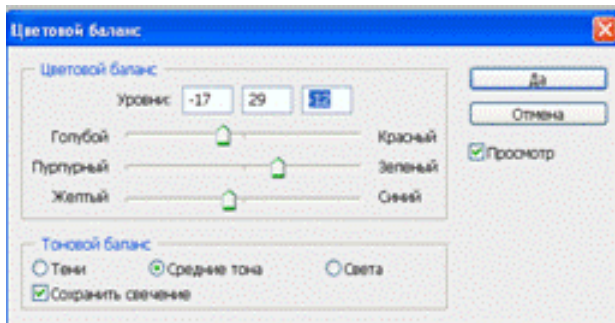 Цветовой баланс
Цветовой баланс
Уровни: -17 29 -12
Голубой Красный
Пурпурный Зеленый
Желтый Синий
Да
Отмена
Просмотр
Тоновой баланс
Тени Средние тона Света
Сохранить свечение